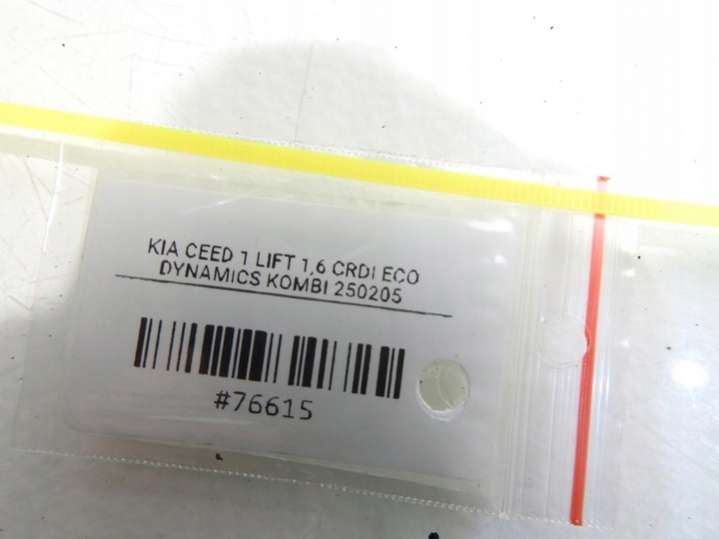 KIA CEED 1 LIFT 1,6 CRDI ECO
DYNAMICS KOMBI 250205
#76615